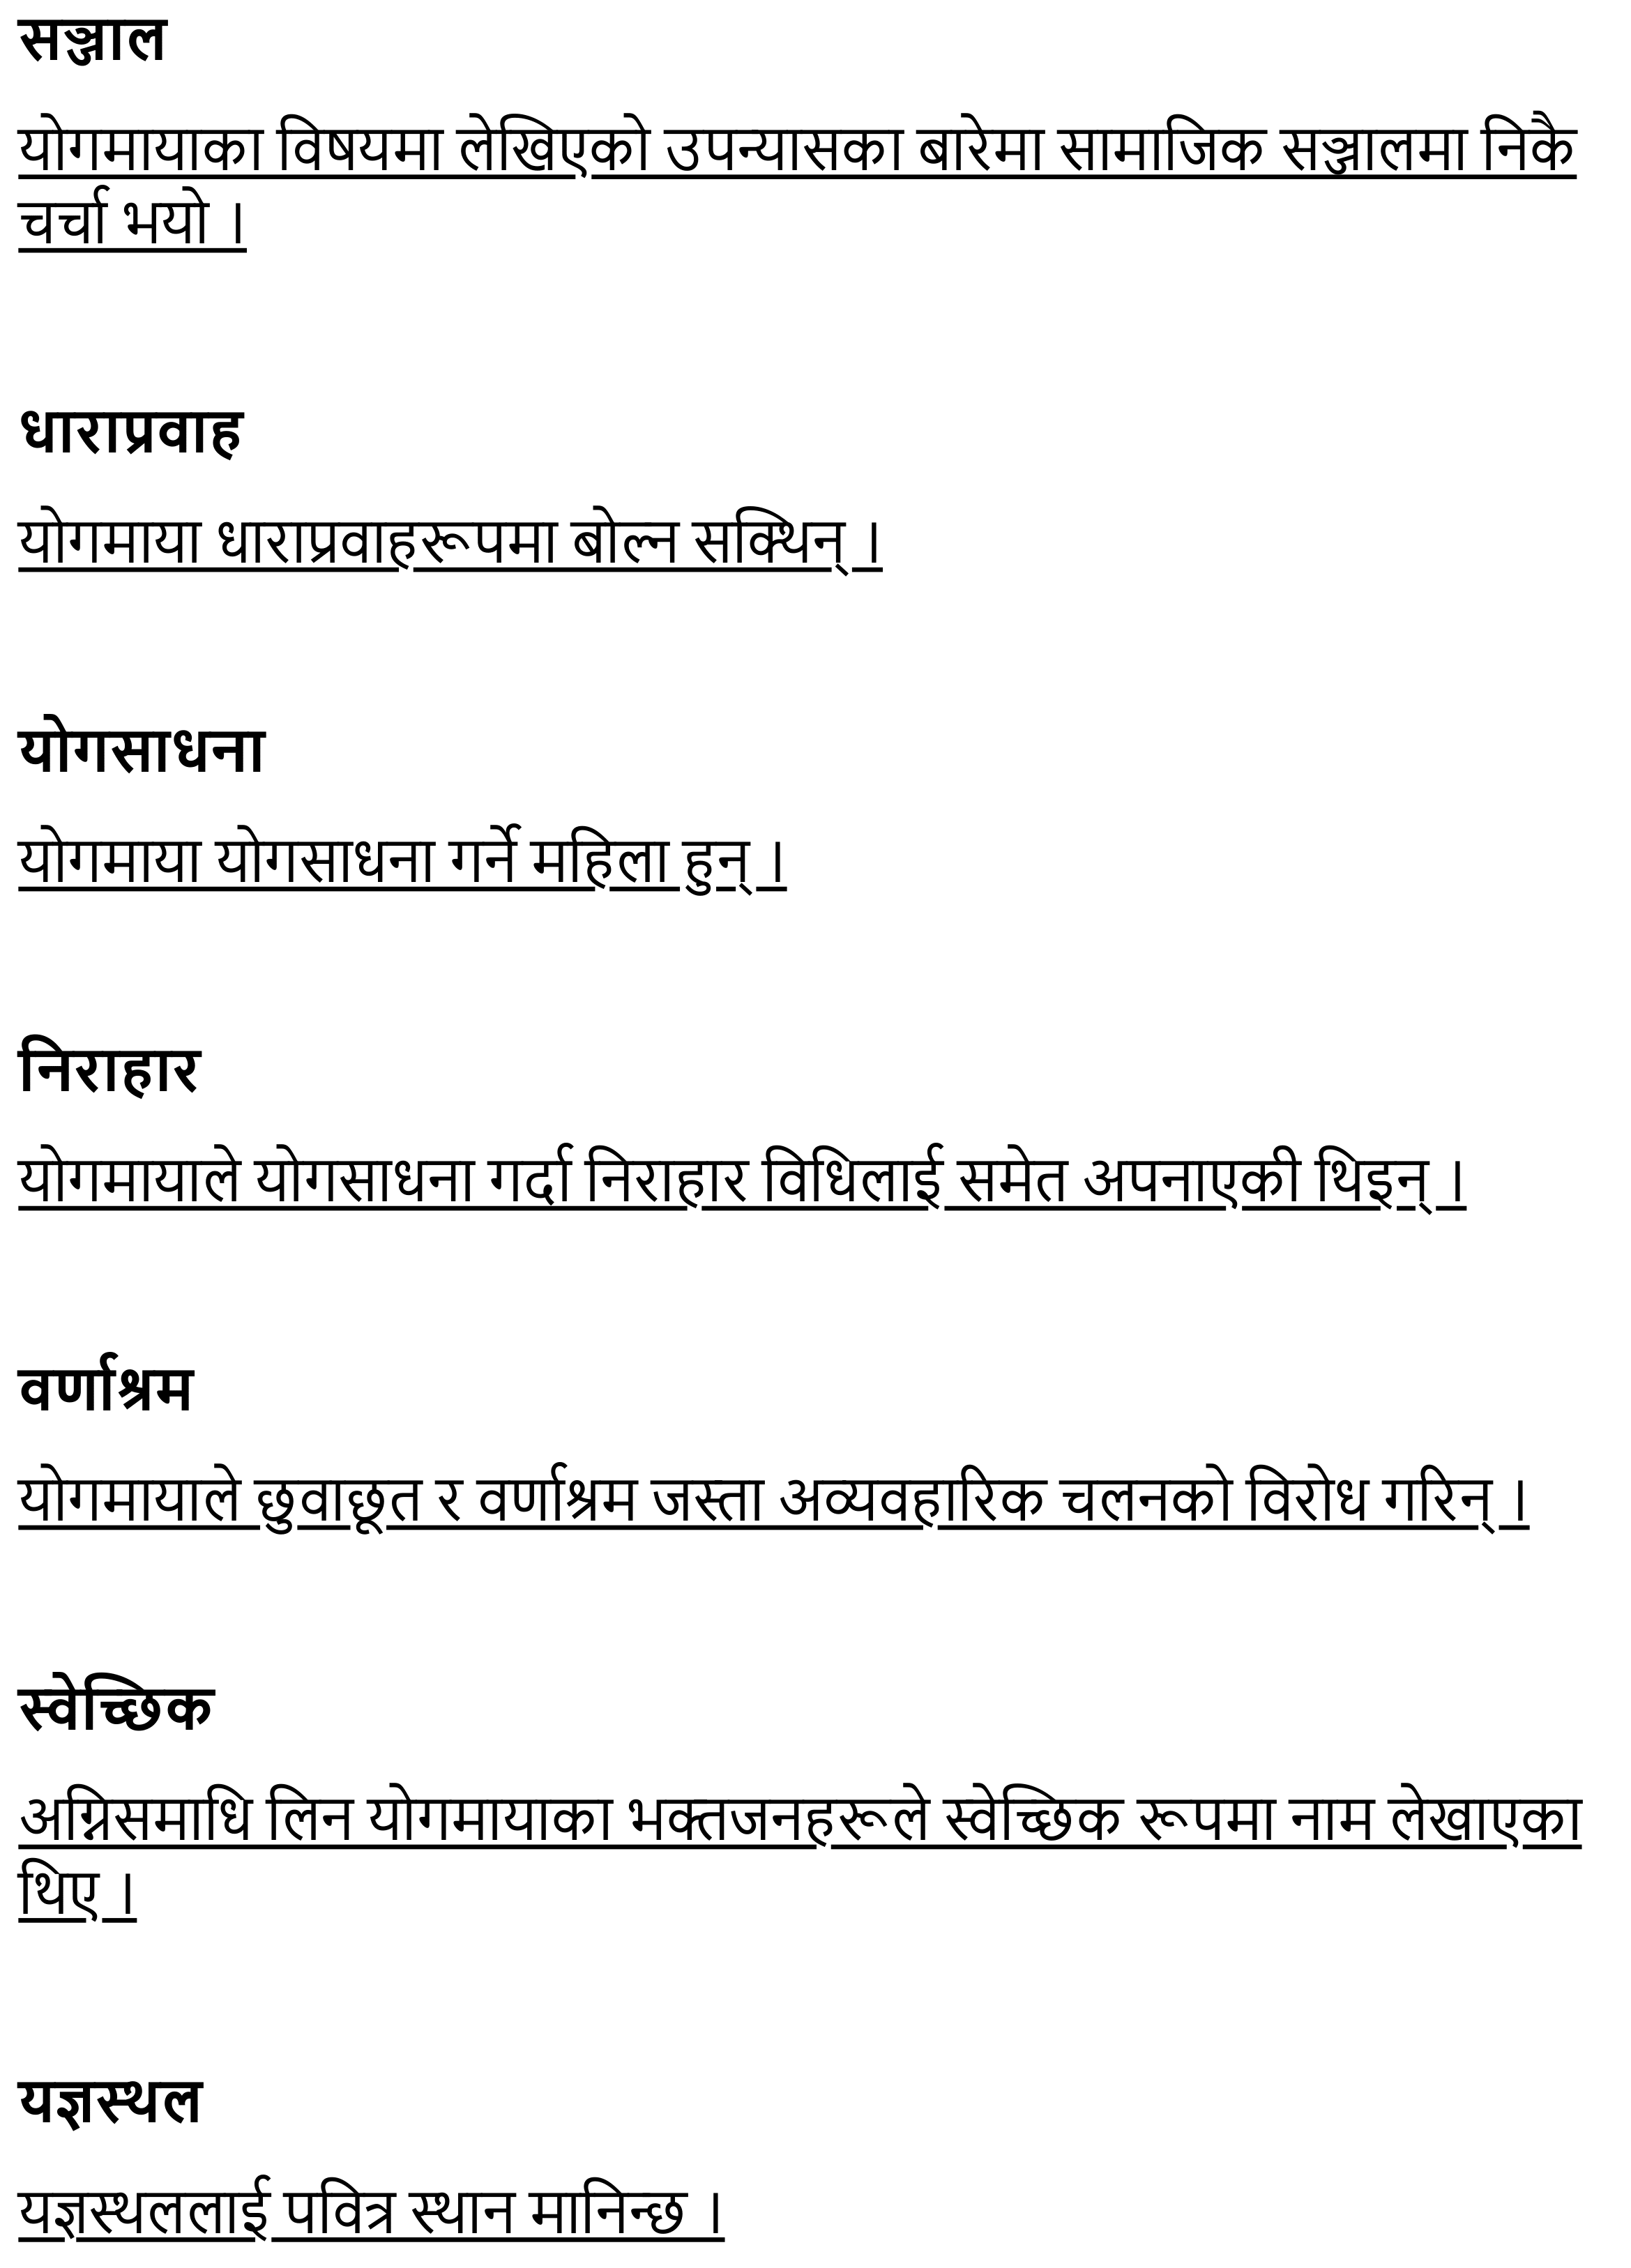 सञ्जाल
योगमायाका विषयमा लेखिएको उपन्यासका बारेमा सामाजिक सञ्जालमा निकै
चर्चा भयो ।
धाराप्रवाह
योगमाया धाराप्रवाहरूपमा बोल्न सक्थिन् ।
योगसाधना
योगमाया योगसाधना गर्ने महिला हुन् ।
निराहार
योगमायाले योगसाधना गर्दा निराहार विधिलाई समेत अपनाएकी थिइन् ।
वर्णाश्रम
योगमायाले छुवाछूत र वर्णाश्रम जस्ता अव्यवहारिक चलनको विरोध गरिन् ।
स्वेच्छिक
अग्निसमाधि लिन योगमायाका भक्तजनहरूले स्वेच्छिक रूपमा नाम लेखाएका
थिए ।
यज्ञस्थल
यज्ञस्थललाई पवित्र स्थान मानिन्छ ।